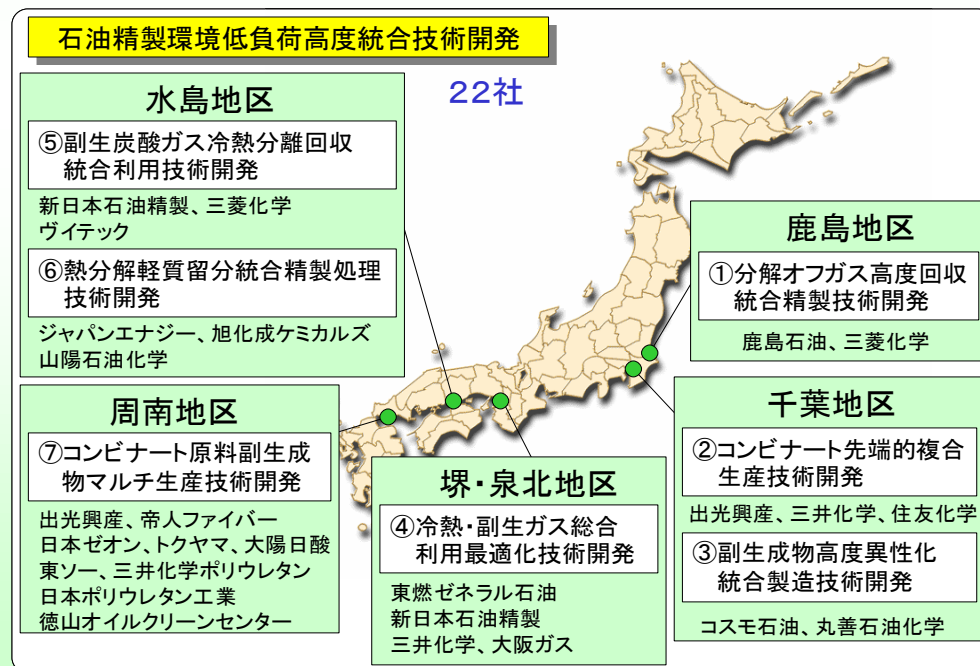 石油精製環境低負荷高度統合技術開発
22社
水島地区
⑤副生炭酸ガス冷熱分離回収
統合利用技術開発
新日本石油精製、三菱化学
ヴイテック
⑥熱分解軽質留分統合精製処理
技術開発
ジャパンエナジー、旭化成ケミカルズ
山陽石油化学
鹿島地区
①分解オフガス高度回収
統合精製技術開発
鹿島石油、三菱化学
周南地区
⑦コンビナート原料副生成
物マルチ生産技術開発
出光興産、帝人ファイバー
日本ゼオン、トクヤマ、大陽日酸
東ソー、三井化学ポリウレタン
日本ポリウレタン工業
徳山オイルクリーンセンター
堺・泉北地区
④冷熱・副生ガス総合
利用最適化技術開発
東燃ゼネラル石油
新日本石油精製
三井化学、大阪ガス
千葉地区
②コンビナート先端的複合
生産技術開発
出光興産、三井化学、住友化学
③副生成物高度異性化
統合製造技術開発
コスモ石油、丸善石油化学